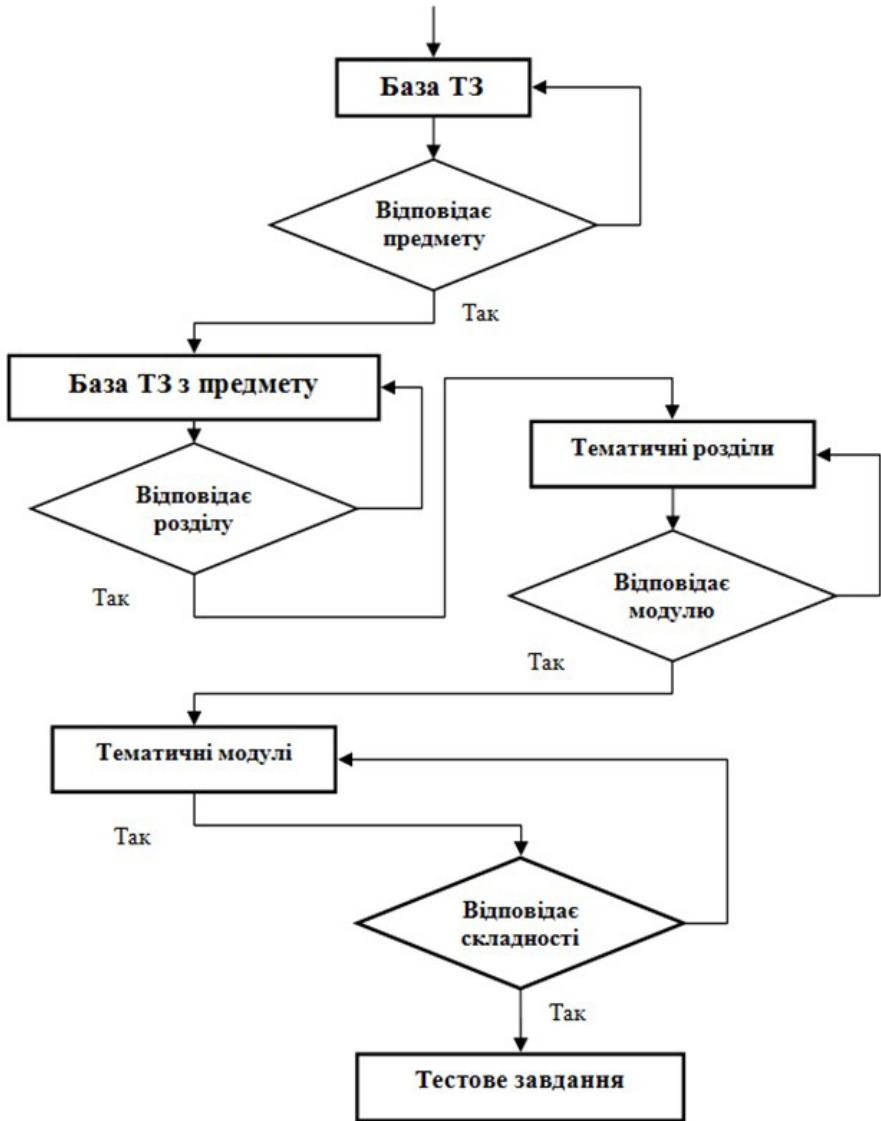 База ТЗ
Відповідає
предмету
Так
База ТЗ з предмету
Відповідає
розділу
Так
Тематичні розділи
Відповідає
модулю
Так
Тематичні модулі
Так
Відповідає
складності
Так
Тестове завдання